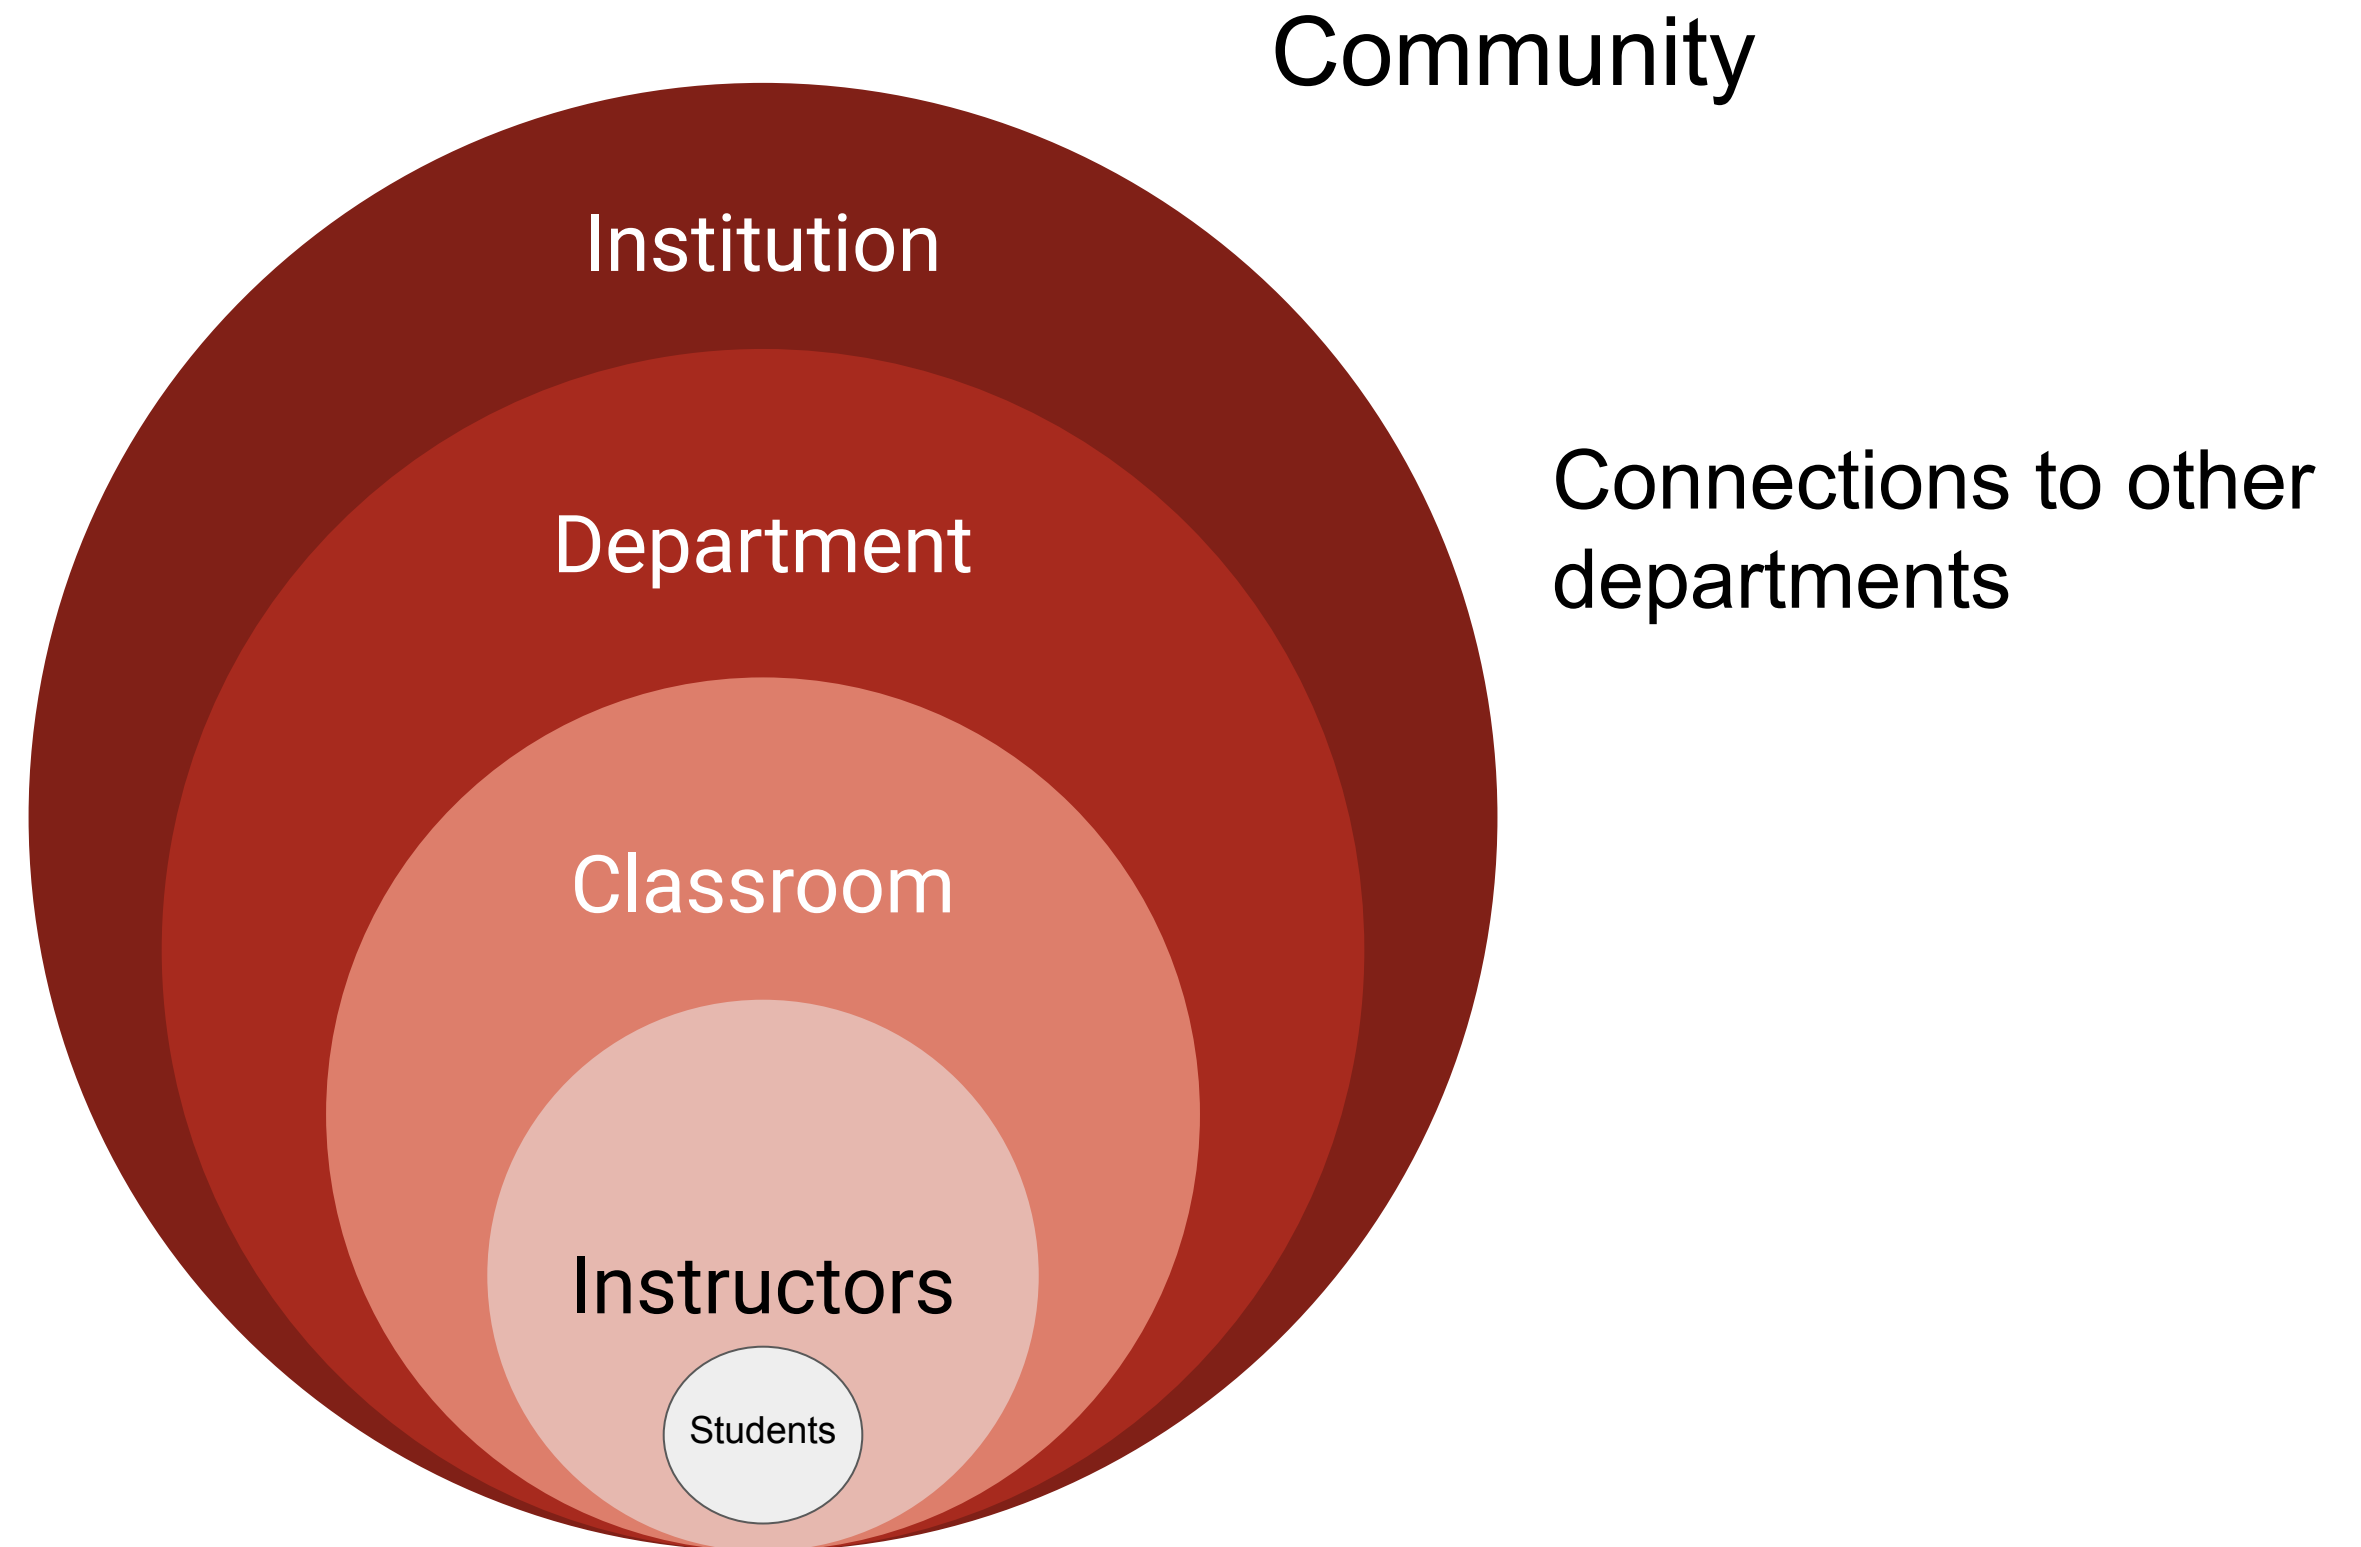 Community
Institution
Connections to other
departments
Department
Classroom
Instructors
Students